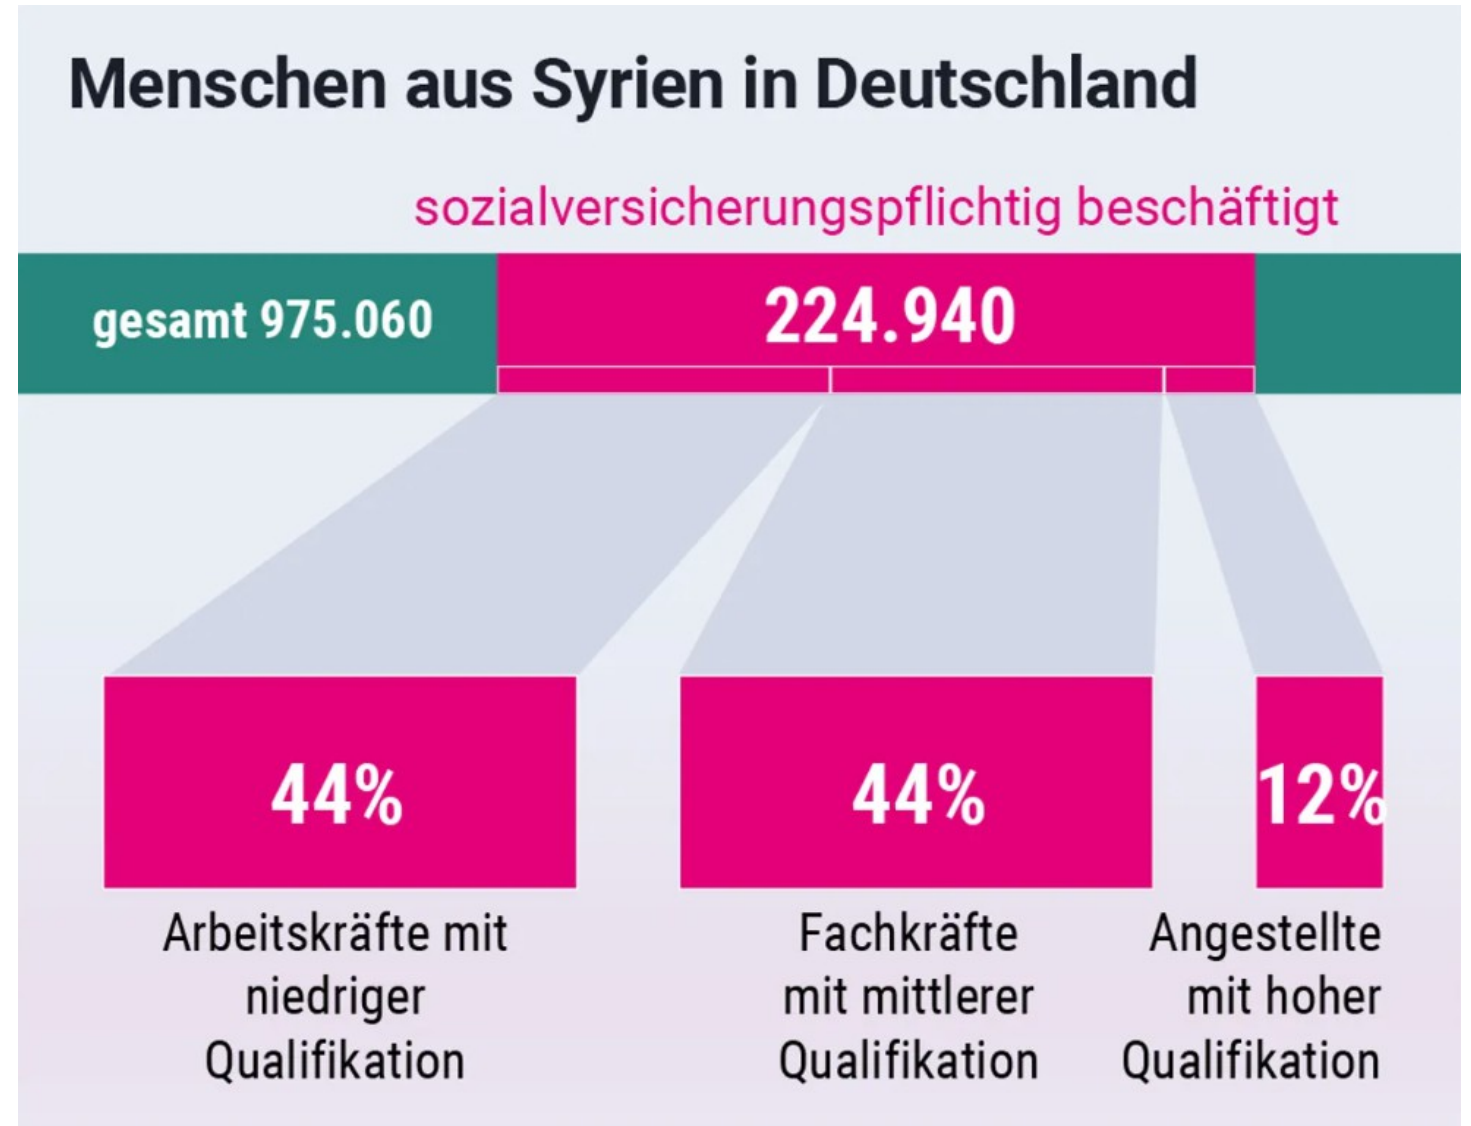 Menschen aus Syrien in Deutschland
sozialversicherungspflichtig beschäftigt
gesamt 975.060
224.940
44%
44%
12%
Arbeitskräfte mit
niedriger
Qualifikation
Fachkräfte
mit mittlerer
Qualifikation
Angestellte
mit hoher
Qualifikation